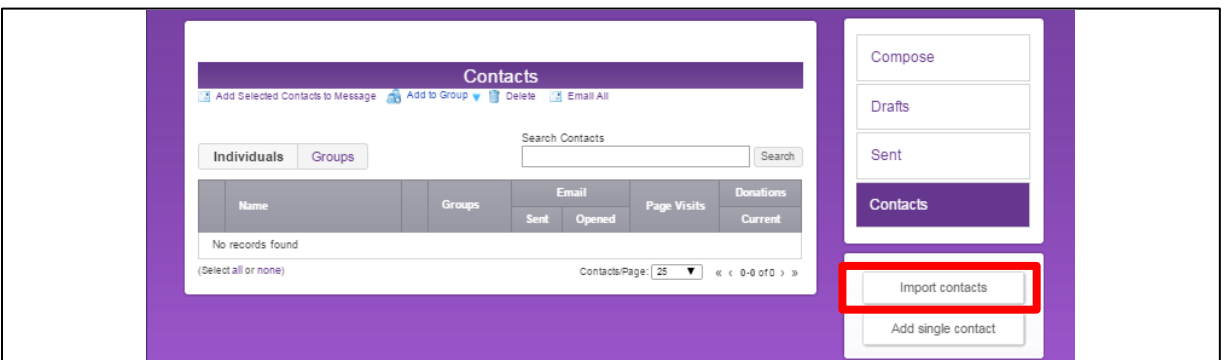 Contacts
Add Selected Contacts to Message Add to Group Delete Email All
Search Contacts
Individuals Groups Search
Name Groups Email Page Visits Donations
Sent Opened Current
No records found
(Select all or none) Contacts/Page: 25 « ‹ 0-0 of 0 › »
Compose
Drafts
Sent
Contacts
Import contacts
Add single contact